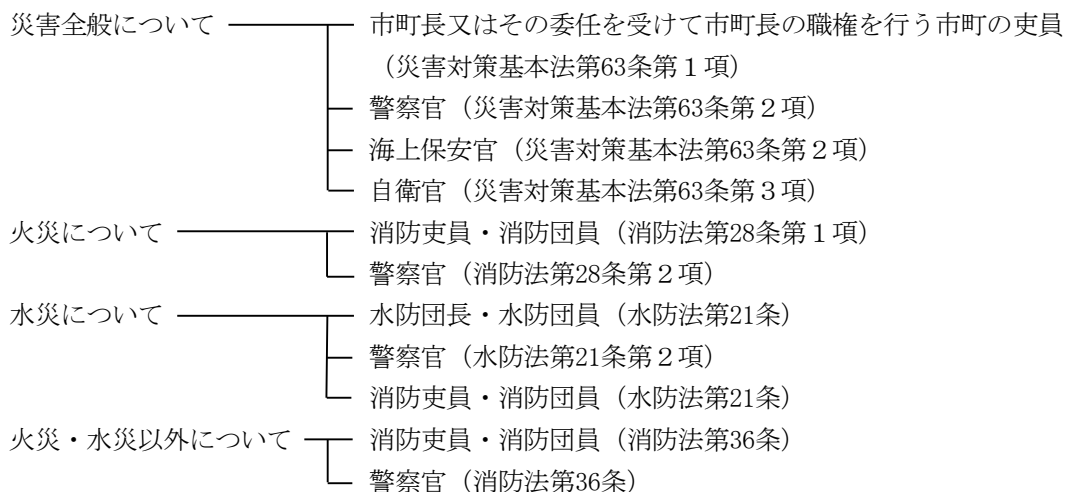 災害全般について 市町長又はその委任を受けて市町長の職権を行う市町の吏員
（災害対策基本法第63条第１項）
警察官（災害対策基本法第63条第２項）
海上保安官（災害対策基本法第63条第２項）
自衛官（災害対策基本法第63条第３項）
火災について 消防吏員・消防団員（消防法第28条第１項）
警察官（消防法第28条第２項）
水災について 水防団長・水防団員（水防法第21条）
警察官（水防法第21条第２項）
消防吏員・消防団員（水防法第21条）
火災・水災以外について 消防吏員・消防団員（消防法第36条）
警察官（消防法第36条）